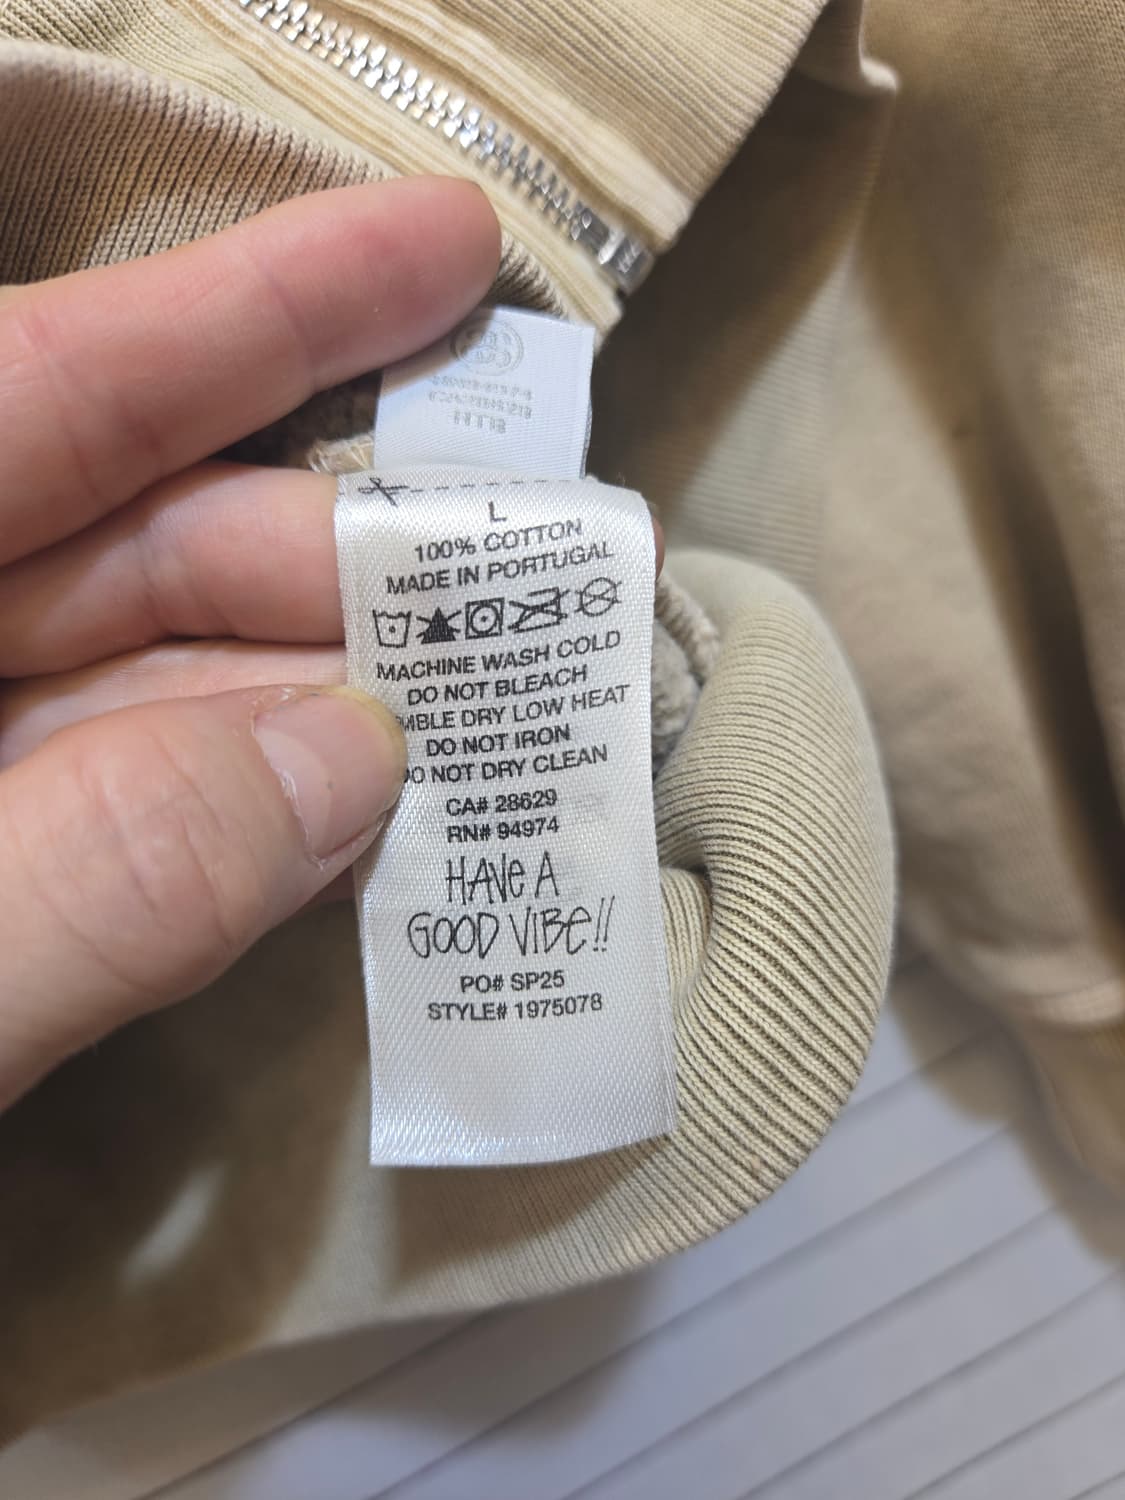 L
100% COTTON
MADE IN PORTUGAL
MACHINE WASH COLD
DO NOT BLEACH
MBLE DRY LOW HEAT
DO NOT IRON
DO NOT DRY CLEAN
CA# 28629
RN# 94974
HAVE A
GOOD VIBE!!
PO# SP25
STYLE# 1975078